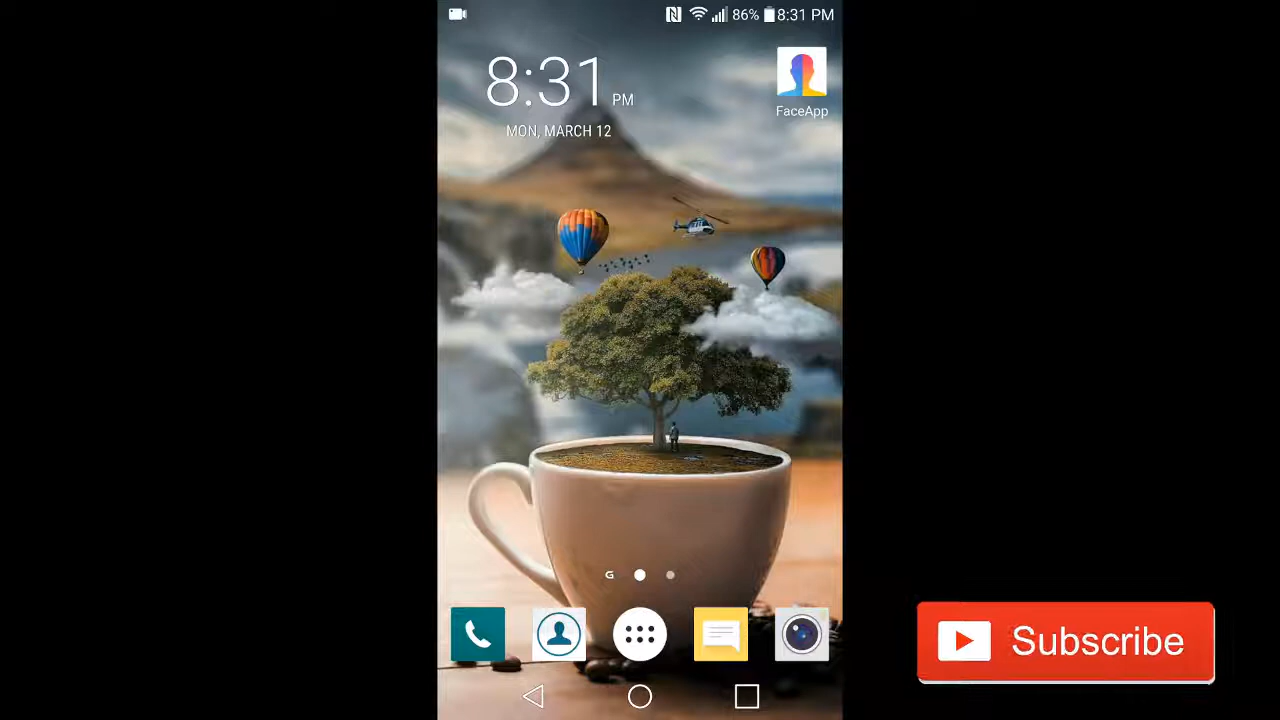 86% 8:31 PM
8:31 PM
MON, MARCH 12
FaceApp
G
Subscribe